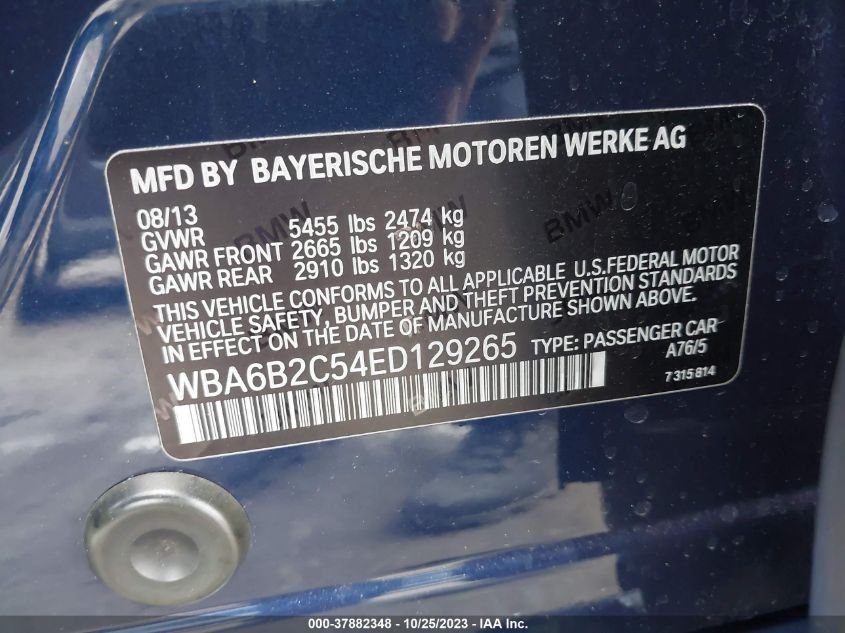 MFD BY BAYERISCHE MOTOREN WERKE AG
08/13
GVWR 5455 lbs 2474 kg
GAWR FRONT 2665 lbs 1209 kg
GAWR REAR 2910 lbs 1320 kg
THIS VEHICLE CONFORMS TO ALL APPLICABLE U.S.FEDERAL MOTOR
VEHICLE SAFETY, BUMPER AND THEFT PREVENTION STANDARDS
IN EFFECT ON THE DATE OF MANUFACTURE SHOWN ABOVE.
WBA6B2C54ED129265 TYPE: PASSENGER CAR
A76/5
7 315 814
000-37882348 - 10/25/2023 - IAA Inc.